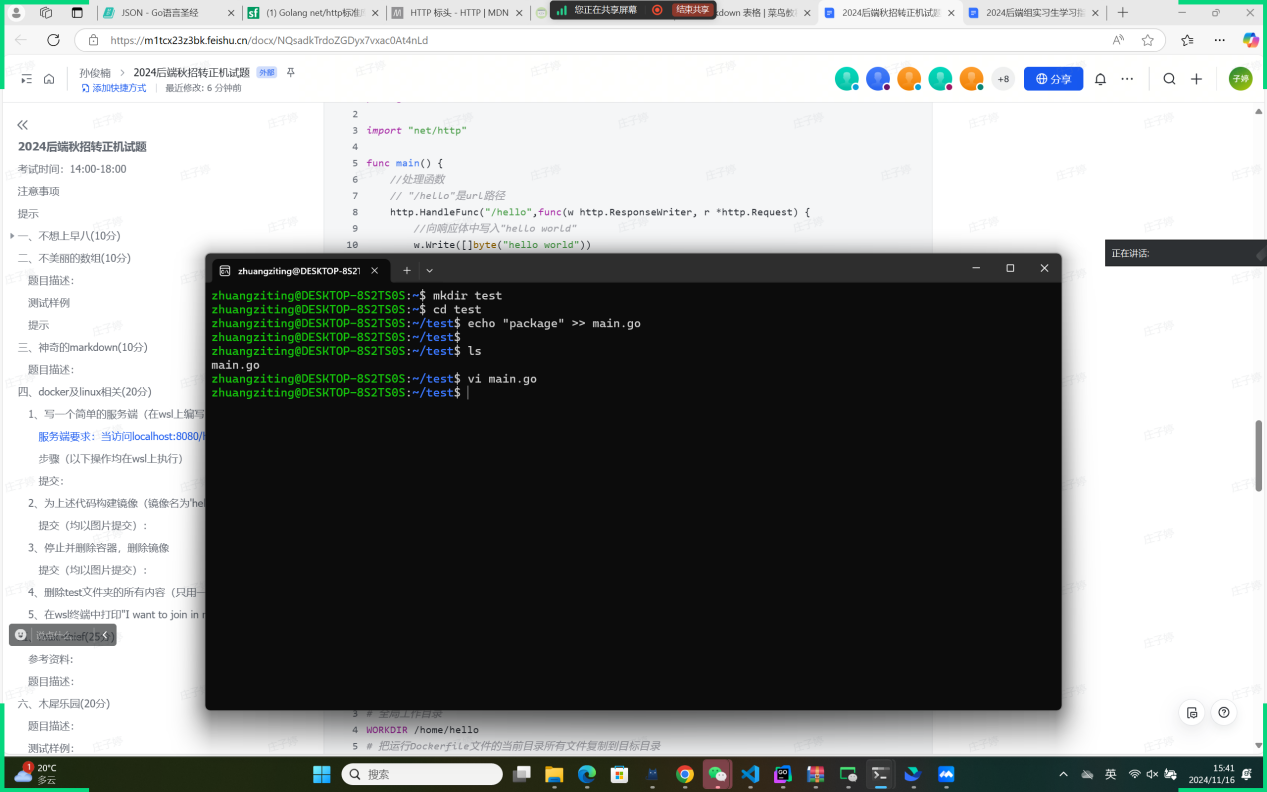 JSON - Go语言圣经
(1) Golang net/http标准
HTTP 标头 - HTTP | MDN
您正在共享屏幕
结束共享
kdown 表格 | 菜鸟教
2024后端秋招转正机试题
2024后端组实习生学习指
https://m1tcx23z3bk.feishu.cn/docx/NQsadkTrdoZGDyx7vxac0At4nLd
孙俊楠 > 2024后端秋招转正机试题 外部
添加快捷方式 | 最近修改: 6 分钟前
+8
分享
子婷
2024后端秋招转正机试题
考试时间：14:00-18:00
注意事项
提示
一、不想上早八(10分)
二、不美丽的数组(10分)
题目描述:
测试样例
提示
三、神奇的markdown(10分)
题目描述:
四、docker及linux相关(20分)
1、写一个简单的服务端（在wsl上编写
服务端要求：当访问localhost:8080/h
步骤（以下操作均在wsl上执行）
提交:
2、为上述代码构建镜像（镜像名为'hel
提交（均以图片提交）:
3、停止并删除容器，删除镜像
提交（均以图片提交）:
4、删除test文件夹的所有内容（只用一
5、在wsl终端中打印"I want to join in m
参考资料:
题目描述:
六、木犀乐园(20分)
题目描述:
测试样例:
2
3 import "net/http"
4
5 func main() {
6 //处理函数
7 // "/hello"是url路径
8 http.HandleFunc("/hello",func(w http.ResponseWriter, r *http.Request) {
9 //向响应体中写入"hello world"
10 w.Write([]byte("hello world"))
正在讲话:
zhuangziting@DESKTOP-8S2T
zhuangziting@DESKTOP-8S2TS0S:~$ mkdir test
zhuangziting@DESKTOP-8S2TS0S:~$ cd test
zhuangziting@DESKTOP-8S2TS0S:~/test$ echo "package" >> main.go
zhuangziting@DESKTOP-8S2TS0S:~/test$
zhuangziting@DESKTOP-8S2TS0S:~/test$ ls
main.go
zhuangziting@DESKTOP-8S2TS0S:~/test$ vi main.go
zhuangziting@DESKTOP-8S2TS0S:~/test$
3 # 全局工作目录
4 WORKDIR /home/hello
5 # 把运行Dockerfile文件的当前目录所有文件复制到目标目录
庄子婷
1
20°C
多云
搜索
英
15:41
2024/11/16